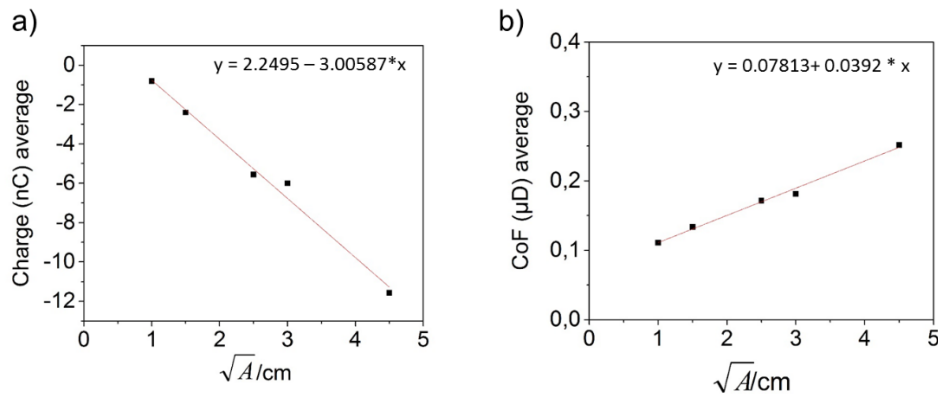 a)
Charge (nC) average
0
-2
-4
-6
-8
-10
-12
y = 2.2495 – 3.00587*x
0 1 2 3 4 5
√A/cm
b)
CoF (µD) average
0,4
0,3
0,2
0,1
0,0
y = 0.07813+ 0.0392 * x
0 1 2 3 4 5
√A/cm